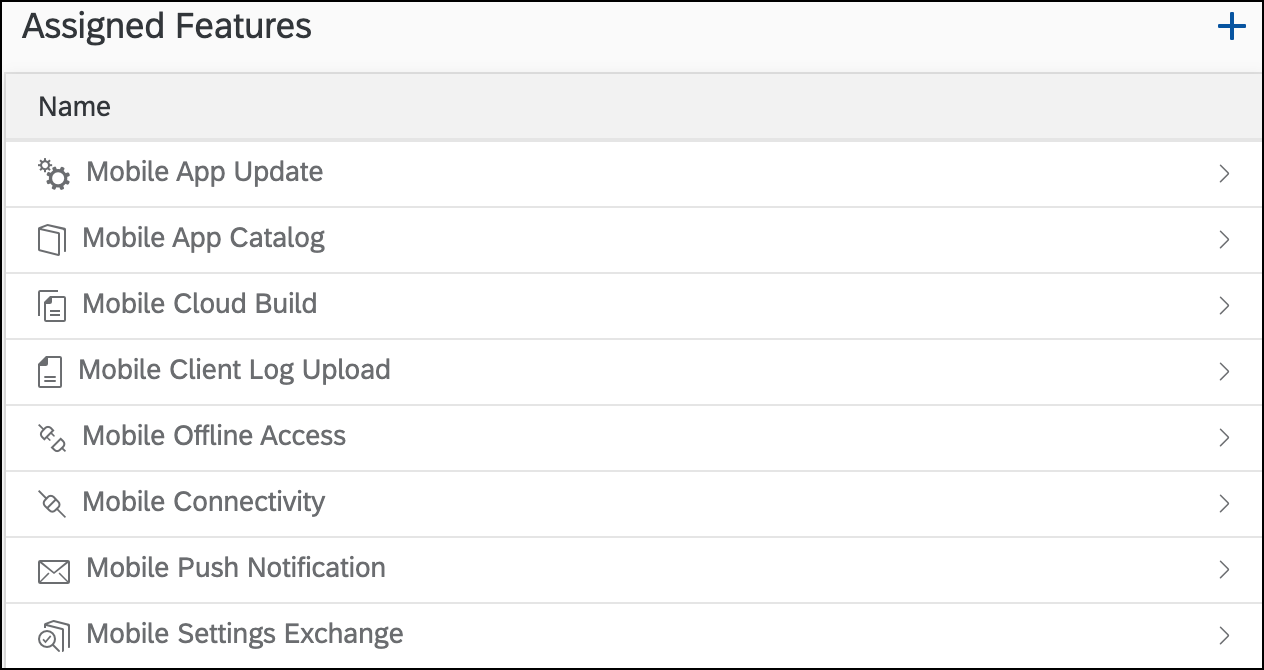 Assigned Features
Name
Mobile App Update
Mobile App Catalog
Mobile Cloud Build
Mobile Client Log Upload
Mobile Offline Access
Mobile Connectivity
Mobile Push Notification
Mobile Settings Exchange